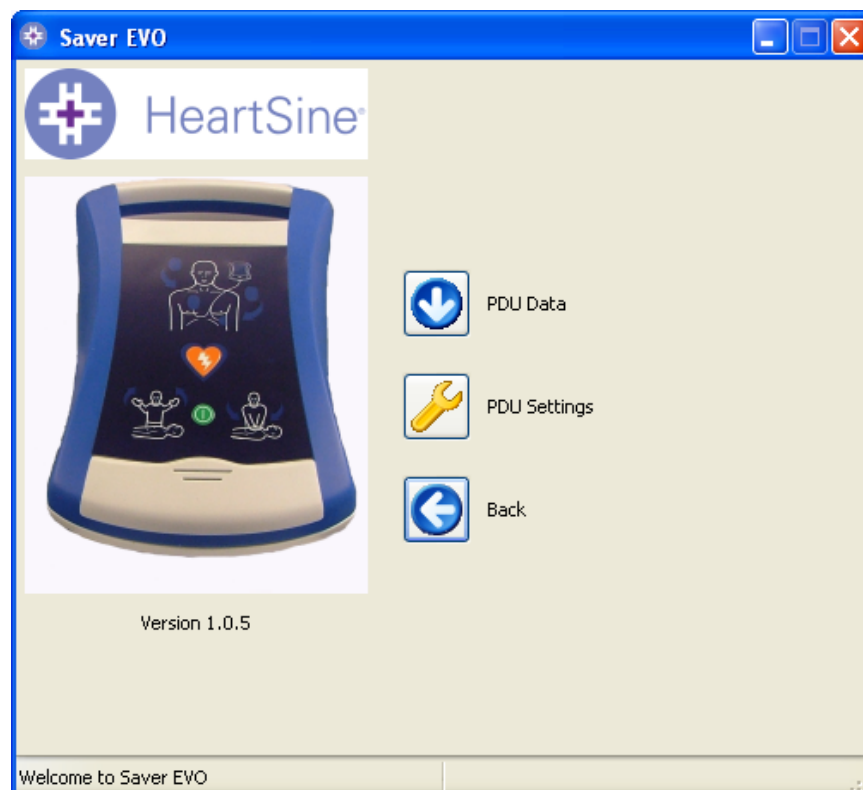 Saver EVO
HeartSine®
PDU Data
PDU Settings
Back
Version 1.0.5
Welcome to Saver EVO